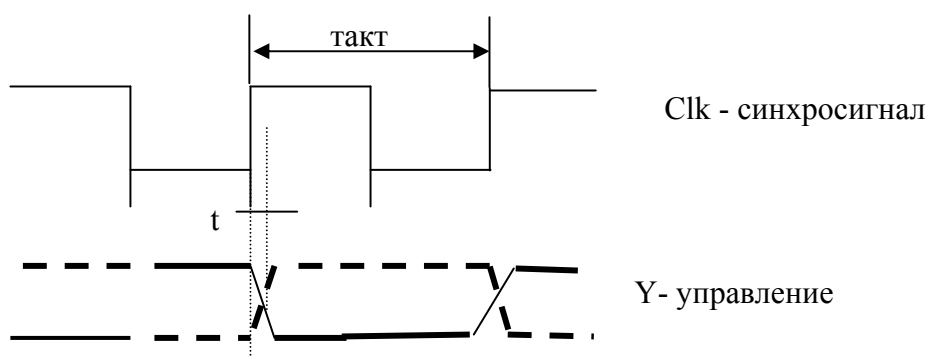 такт
Clk - синхросигнал
t
Y- управление